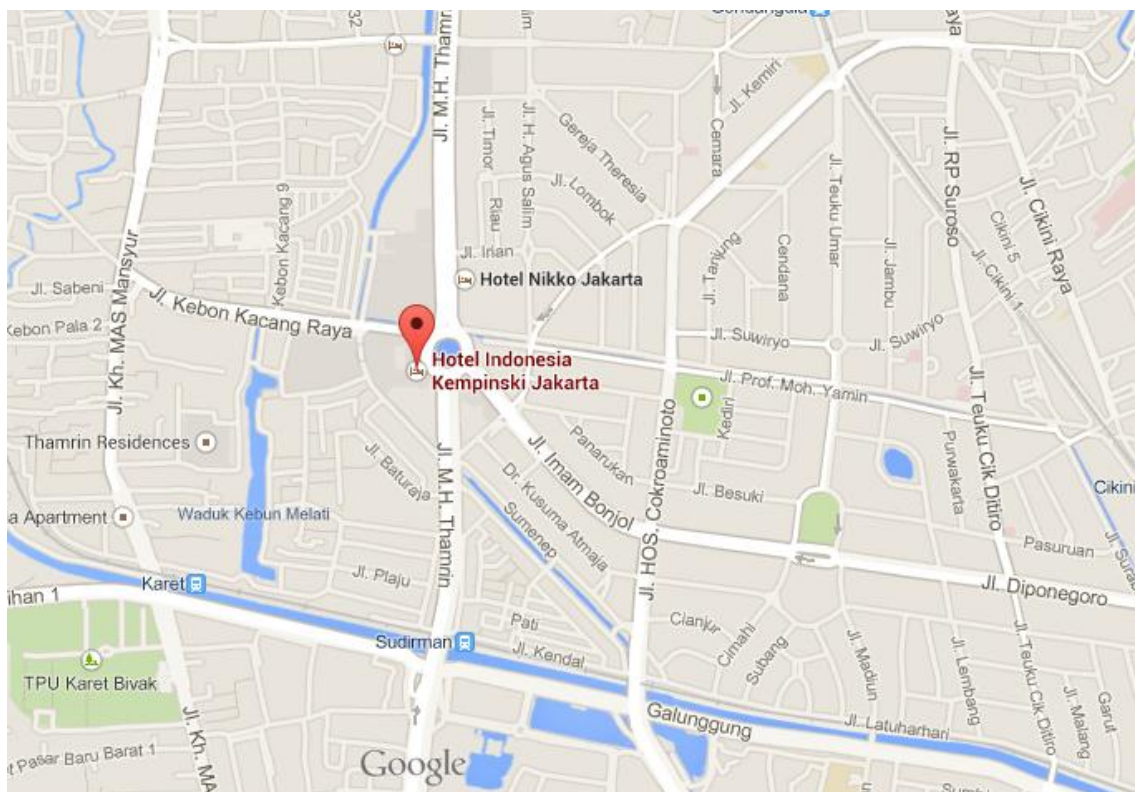 32
Jl. M.H. Thamr
Jl. Timor
Riau
Jl. H. Agus Salim
Gereja Theresia
Jl. Lombok
Jl. Irian
Cemara
Jl. Kemiri
Jl. Teuku Umar
Jl. RP Suroso
Jl. Cikini Raya
Cikini 5
Jl. Cikini 1
Jl. Tanjung
Cendana
Jl. Jambu
Jl. Suwiryo
Jl. Suwiryo
Kebon Kacang 9
Jl. Sabeni
Jl. Kh. MAS Mansyur
Kebon Pala 2
Jl. Kebon Kacang Raya
Hotel Nikko Jakarta
Hotel Indonesia
Kempinski Jakarta
Jl. Prof. Moh. Yamin
Kediri
Thamrin Residences
Jl. Baturaja
Jl. M.H. Thamrin
Jl. Imam Bonjol
Panarukan
Dr. Kusuma Atmaja
Sumenep
Jl. HOS. Cokroaminoto
Jl. Besuki
Purwakarta
Jl. Teuku Cik Ditiro
Cikini
a Apartment
Waduk Kebun Melati
Jl. Plaju
Karet
ihan 1
Pasuruan
Jl. Surab
Jl. Diponegoro
Pati
Sudirman
Jl. Kendal
Cianjur
Cimahi
Subang
Jl. Madiun
Jl. Lembang
Jl. Teuku Cik Ditiro
Jl. Malang
Garut
TPU Karet Bivak
Jl. Kh. MA
Galunggung
Jl. Latuharhari
t Pasar Baru Barat 1
Google